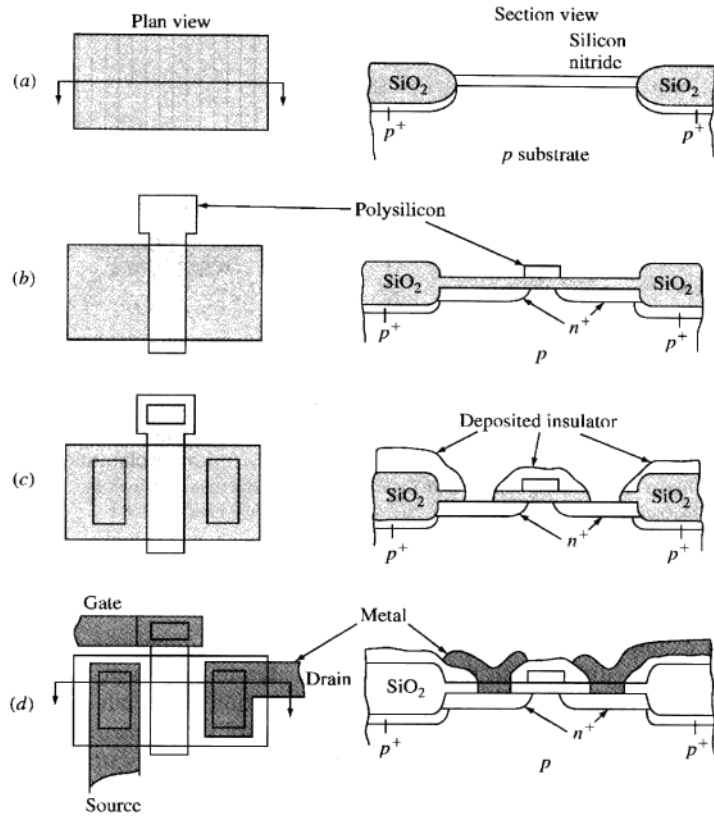 Plan view
Section view
Silicon
nitride
(a)
SiO2
SiO2
p+
p+
p substrate
Polysilicon
(b)
SiO2
SiO2
p+
n+
p+
p
Deposited insulator
(c)
SiO2
SiO2
p+
n+
p+
Gate
Metal
Drain
(d)
SiO2
p+
n+
p+
p
Source